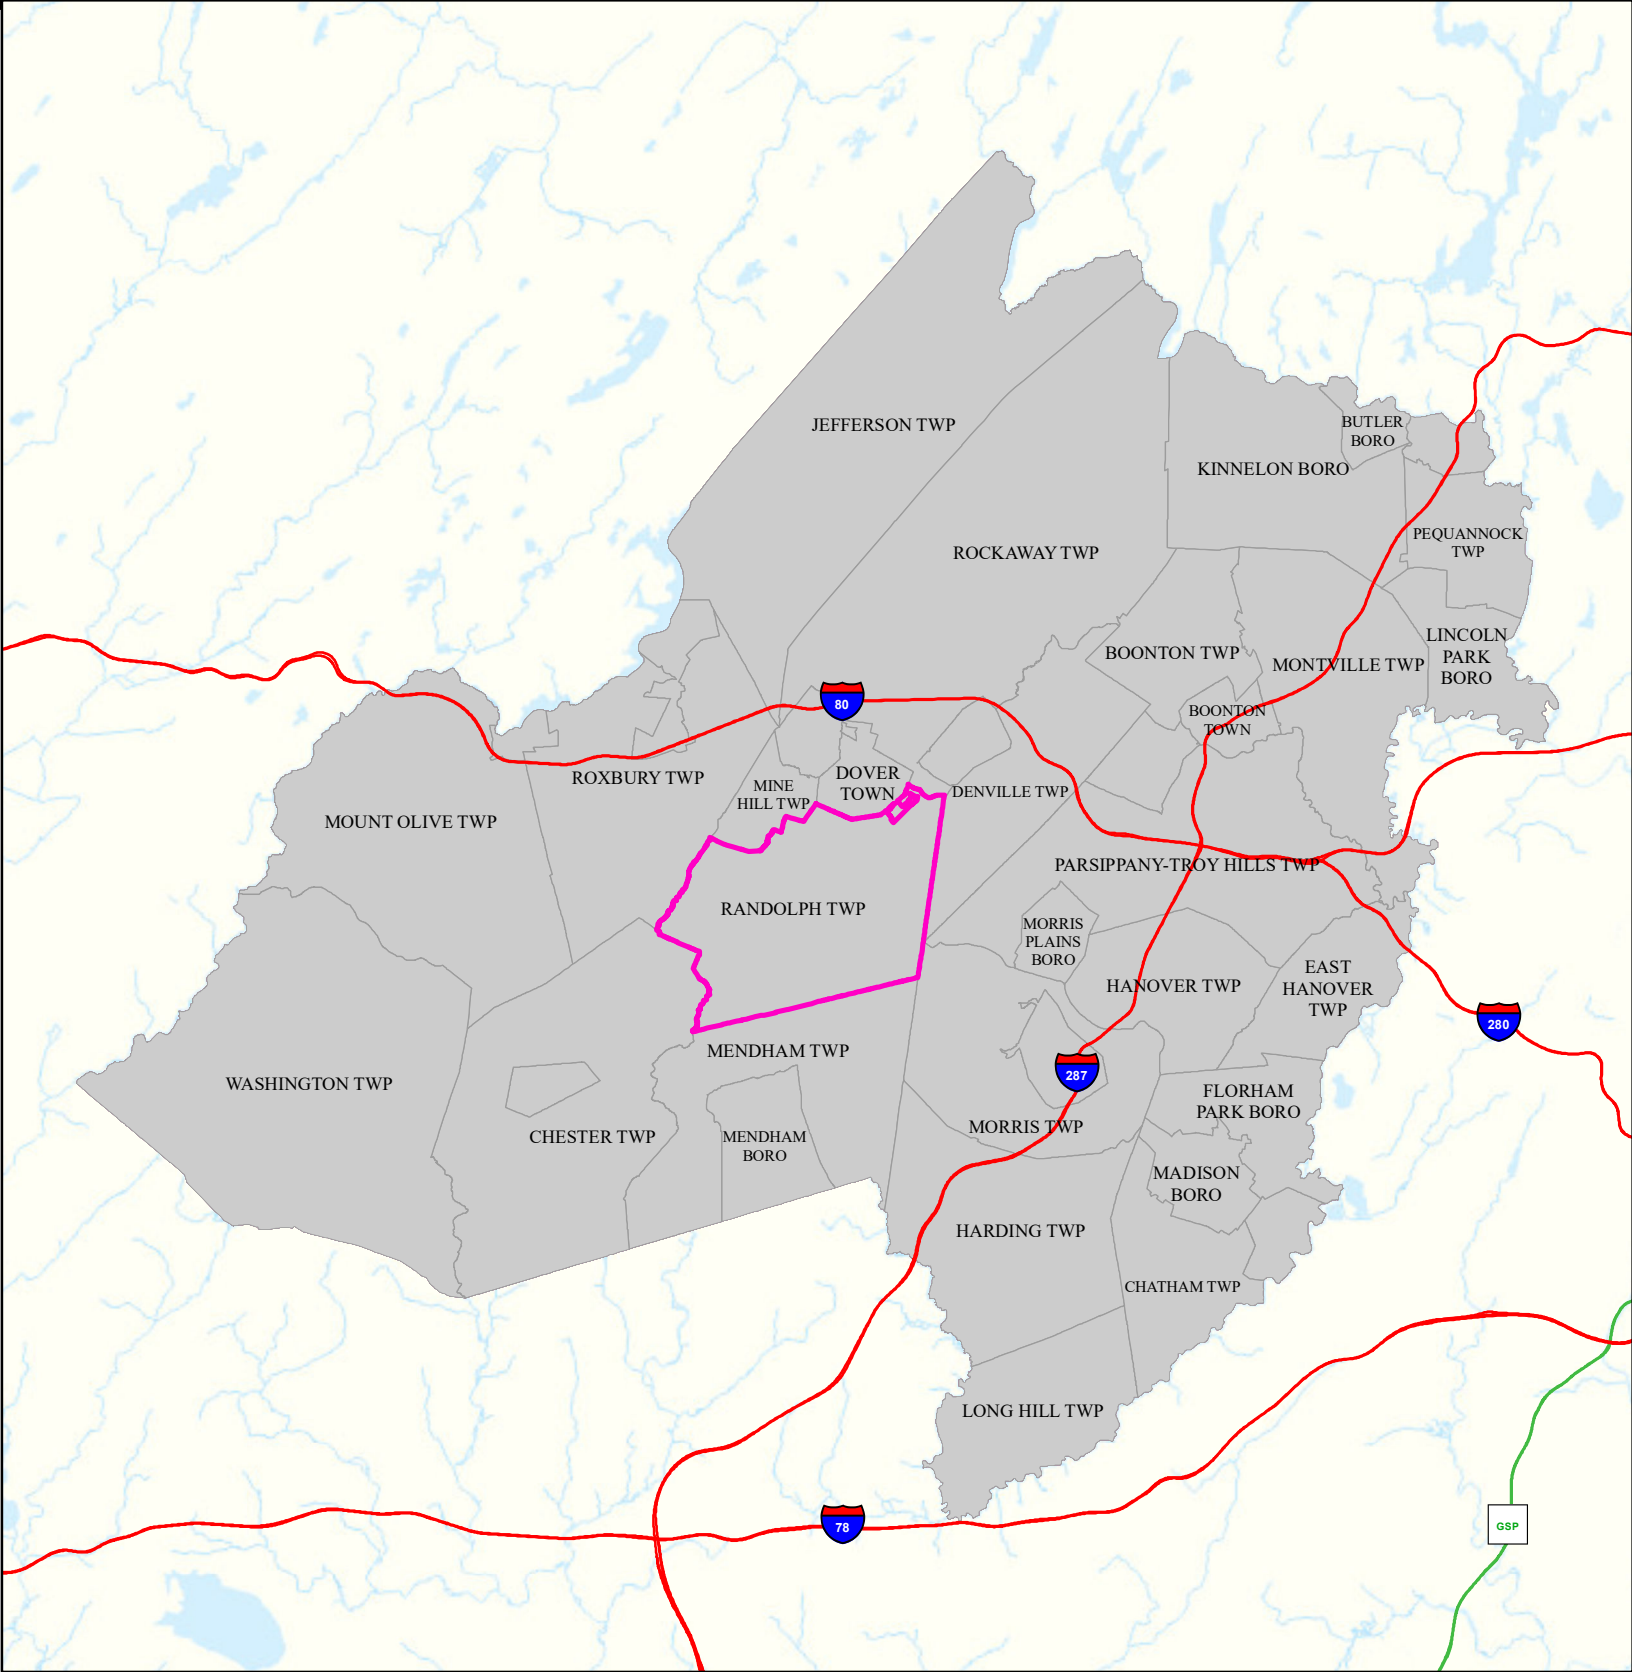 JEFFERSON TWP
BUTLER
BORO
KINNELON BORO
PEQUANNOCK
TWP
ROCKAWAY TWP
LINCOLN
PARK
BORO
BOONTON TWP
MONTVILLE TWP
80
BOONTON
TOWN
ROXBURY TWP
MINE
HILL TWP
DOVER
TOWN
DENVILLE TWP
MOUNT OLIVE TWP
PARSIPPANY-TROY HILLS TWP
RANDOLPH TWP
MORRIS
PLAINS
BORO
HANOVER TWP
EAST
HANOVER
TWP
280
MENDHAM TWP
287
WASHINGTON TWP
FLORHAM
PARK BORO
CHESTER TWP
MENDHAM
BORO
MORRIS TWP
MADISON
BORO
HARDING TWP
CHATHAM TWP
LONG HILL TWP
78
GSP